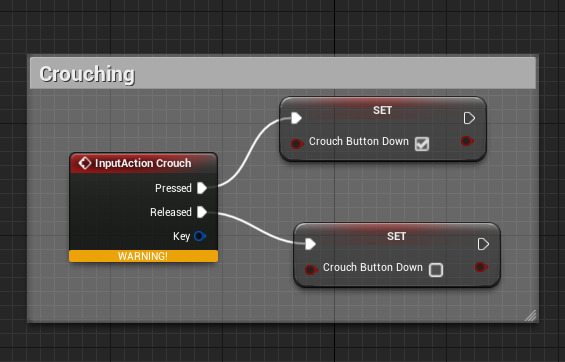 Crouching
SET
Crouch Button Down
InputAction Crouch
Pressed
Released
Key
WARNING!
SET
Crouch Button Down